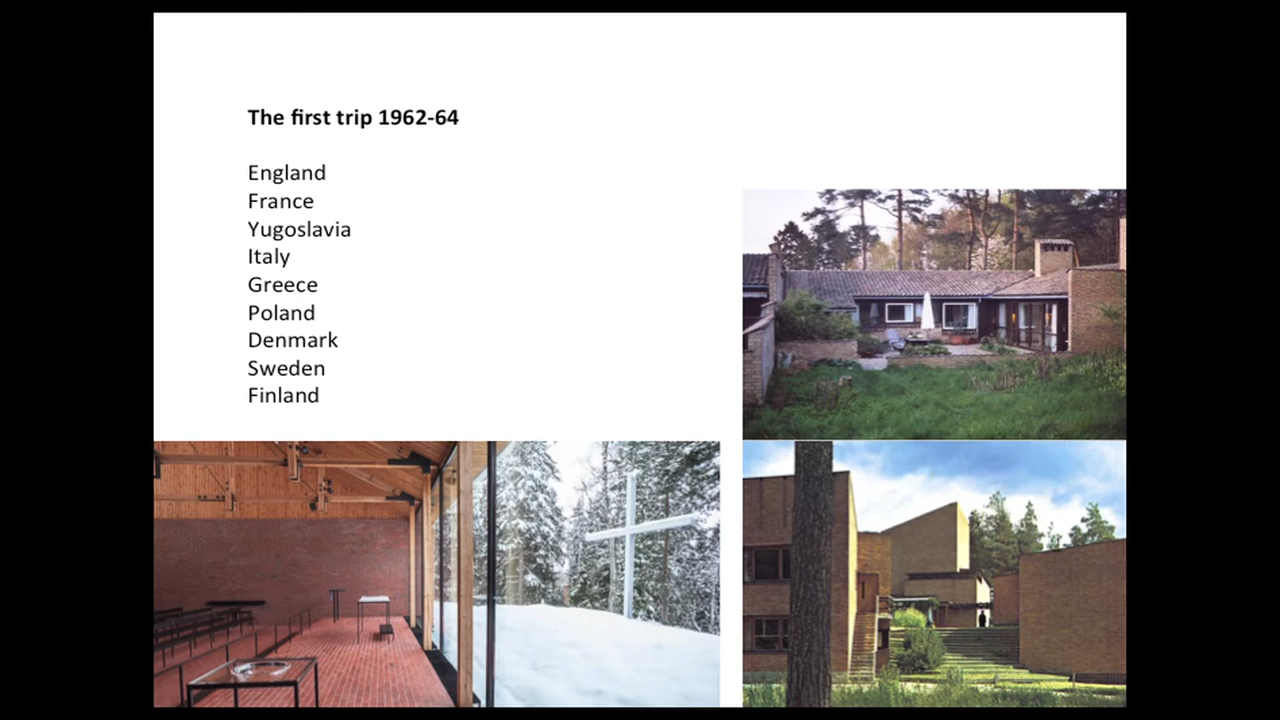 The first trip 1962-64
England
France
Yugoslavia
Italy
Greece
Poland
Denmark
Sweden
Finland